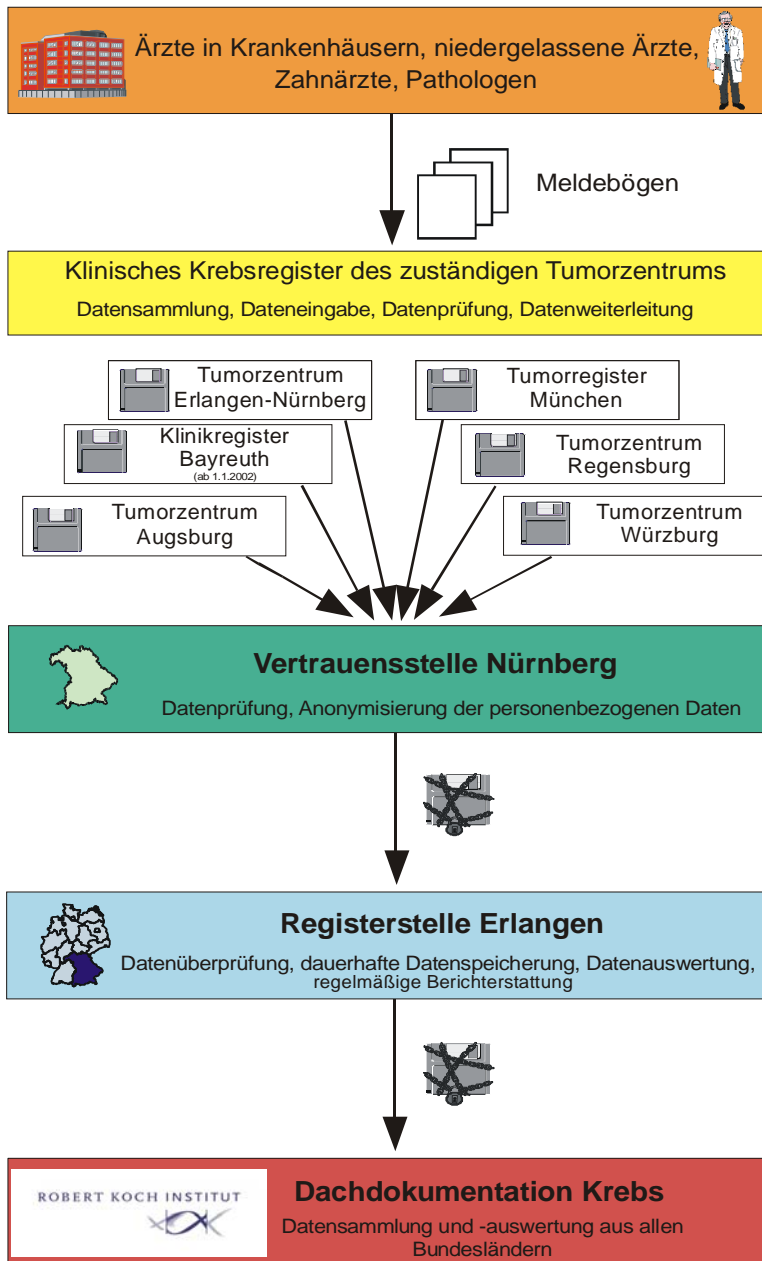 Ärzte in Krankenhäusern, niedergelassene Ärzte,
Zahnärzte, Pathologen
Meldebögen
Klinisches Krebsregister des zuständigen Tumorzentrums
Datensammlung, Dateneingabe, Datenprüfung, Datenweiterleitung
Tumorzentrum
Erlangen-Nürnberg
Tumorregister
München
Klinikregister
Bayreuth
(ab 1.1.2002)
Tumorzentrum
Regensburg
Tumorzentrum
Augsburg
Tumorzentrum
Würzburg
Vertrauensstelle Nürnberg
Datenprüfung, Anonymisierung der personenbezogenen Daten
Registerstelle Erlangen
Datenüberprüfung, dauerhafte Datenspeicherung, Datenauswertung,
regelmäßige Berichterstattung
ROBERT KOCH INSTITUT
Dachdokumentation Krebs
Datensammlung und -auswertung aus allen
Bundesländern